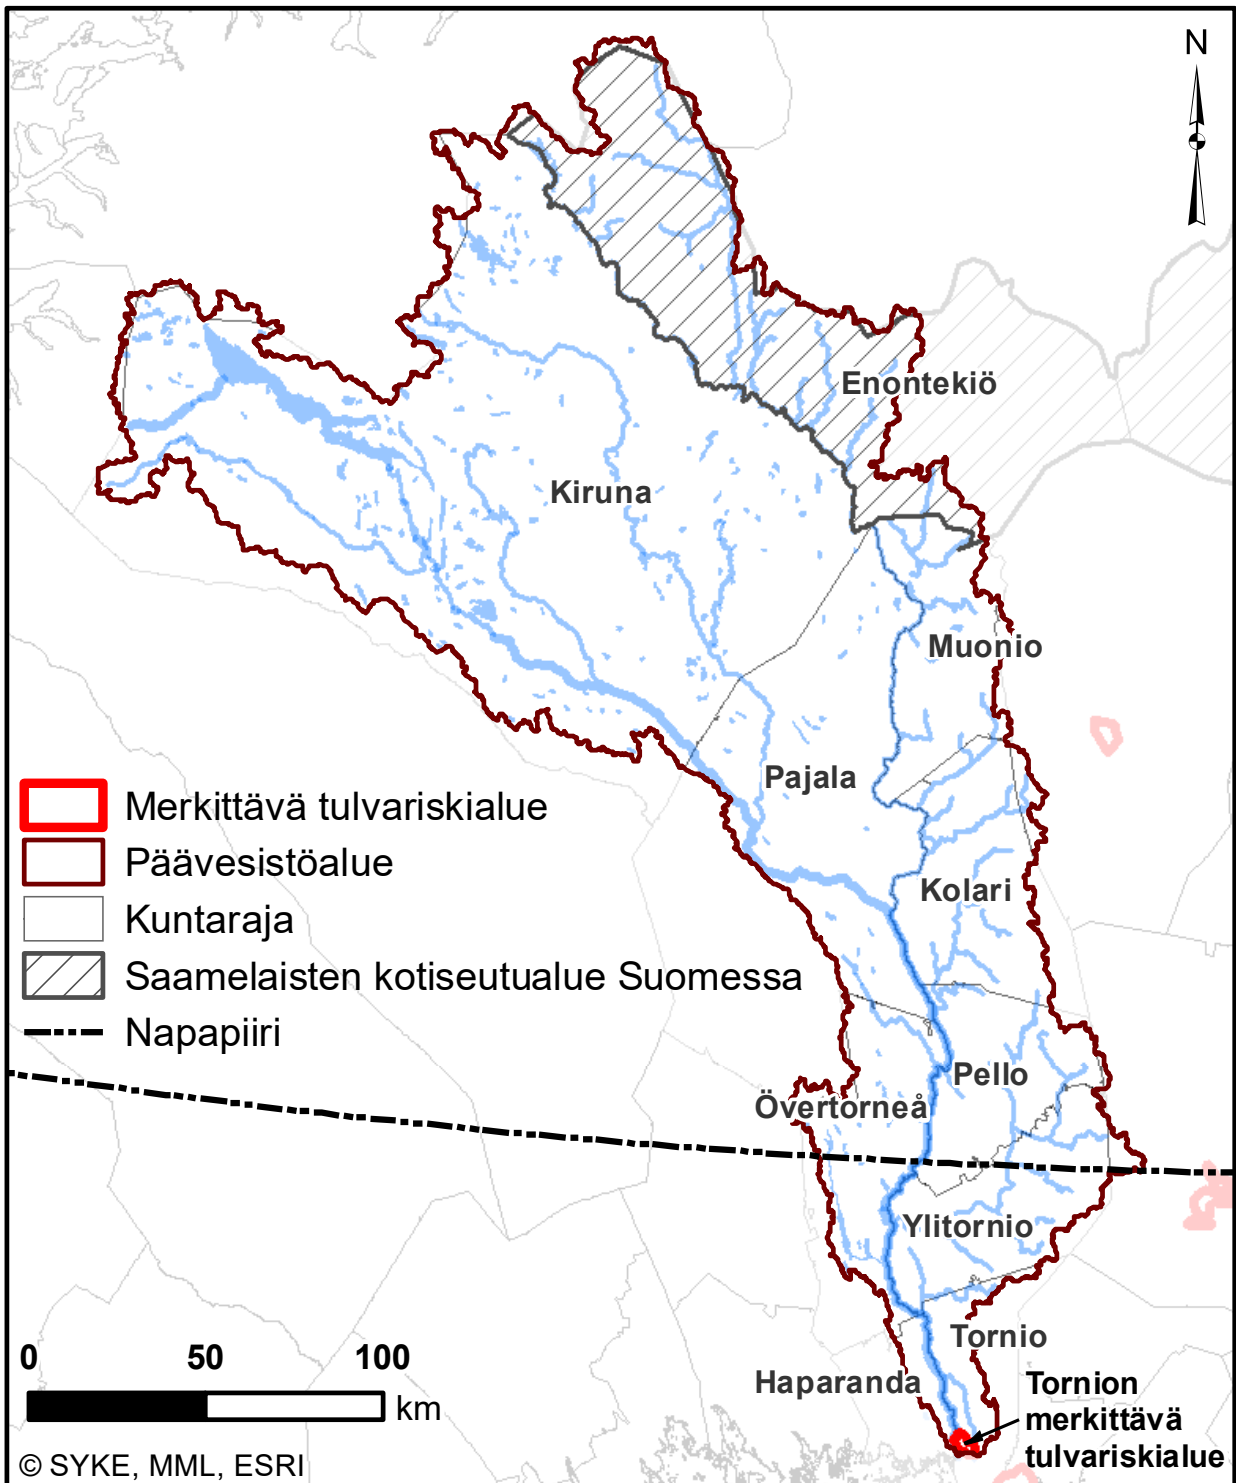 N
Enontekiö
Kiruna
Muonio
Pajala
Merkittävä tulvariskialue
Päävesistöalue
Kuntaraja
Saamelaisten kotiseutualue Suomessa
Napapiiri
Kolari
Pello
Övertorneå
Ylitornio
Tornio
Haparanda
Tornion
merkittävä
tulvariskialue
0 50 100
km
© SYKE, MML, ESRI